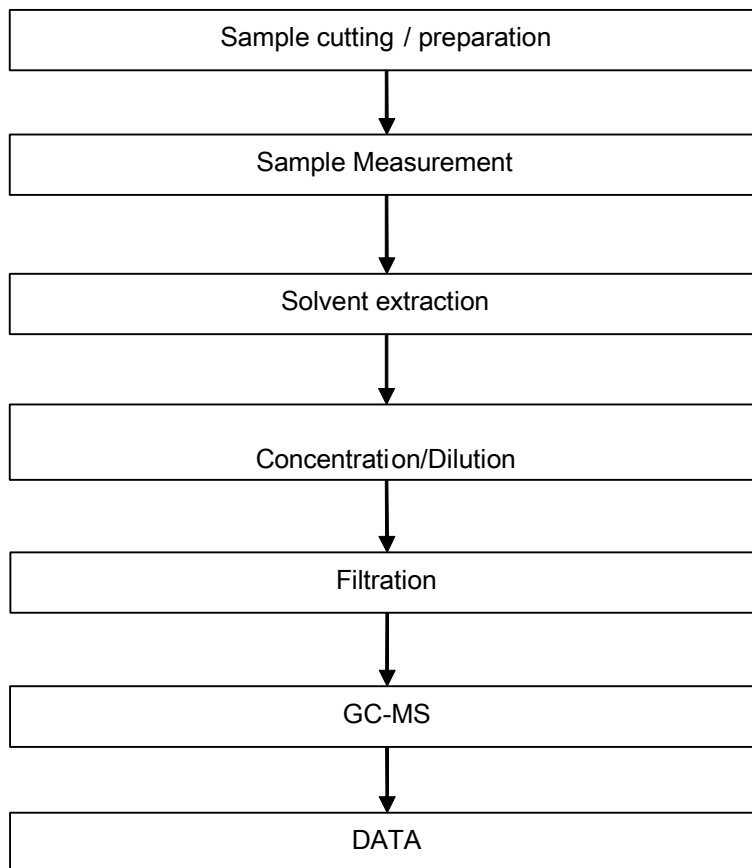 Sample cutting / preparation
Sample Measurement
Solvent extraction
Concentration/Dilution
Filtration
GC-MS
DATA